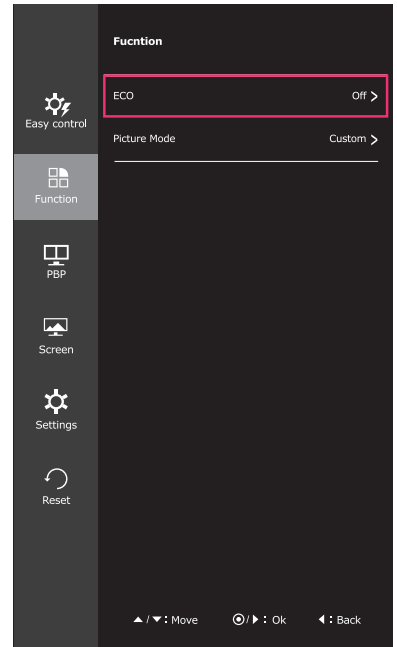 Fucntion
ECO Off >
Picture Mode Custom >
Easy control
Function
PBP
Screen
Settings
Reset
▲/▼: Move ◉/▶: Ok ◀: Back